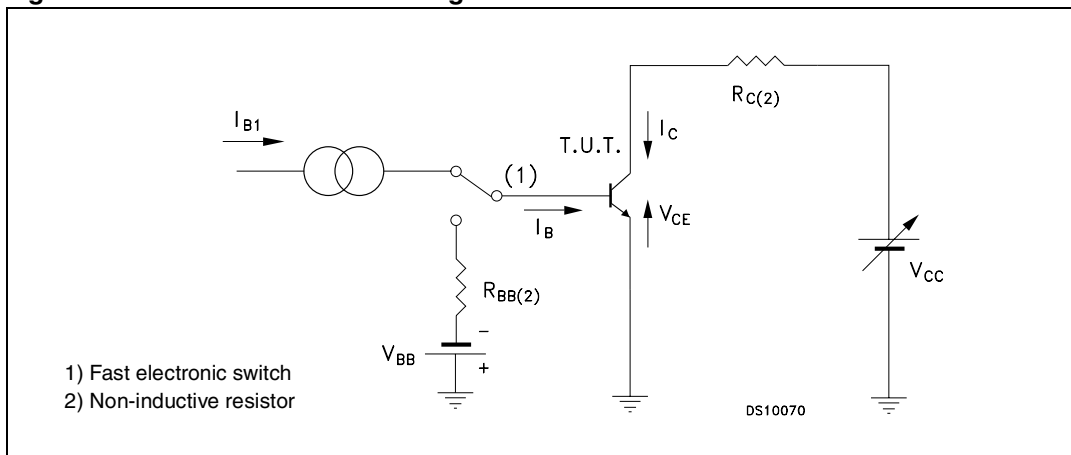 I_B1
T.U.T.
(1)
I_B
I_C
V_CE
R_C(2)
V_CC
R_BB(2)
V_BB
-
+
1) Fast electronic switch
2) Non-inductive resistor
DS10070